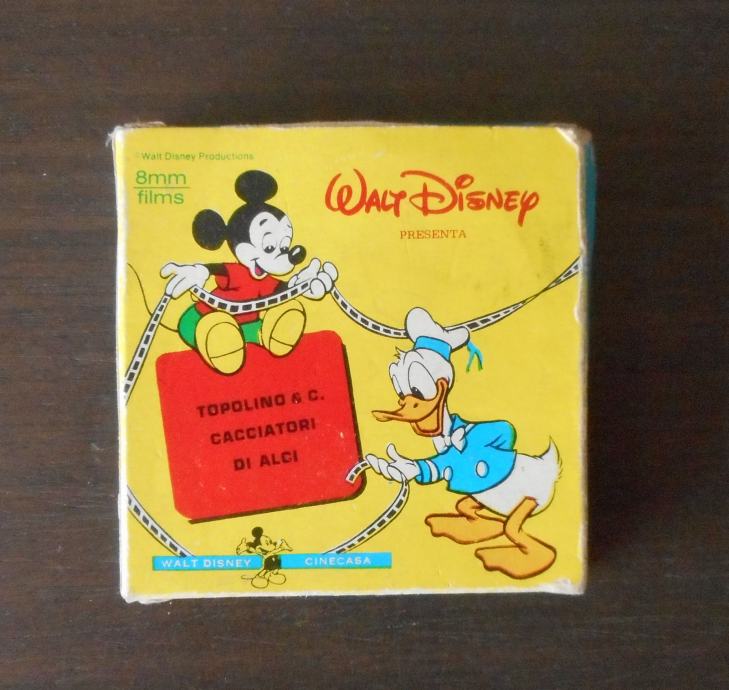 ©Walt Disney Productions
8mm
films
WALT DISNEY
PRESENTA
TOPOLINO & C.
CACCIATORI
DI ALCI
WALT DISNEY CINECASA